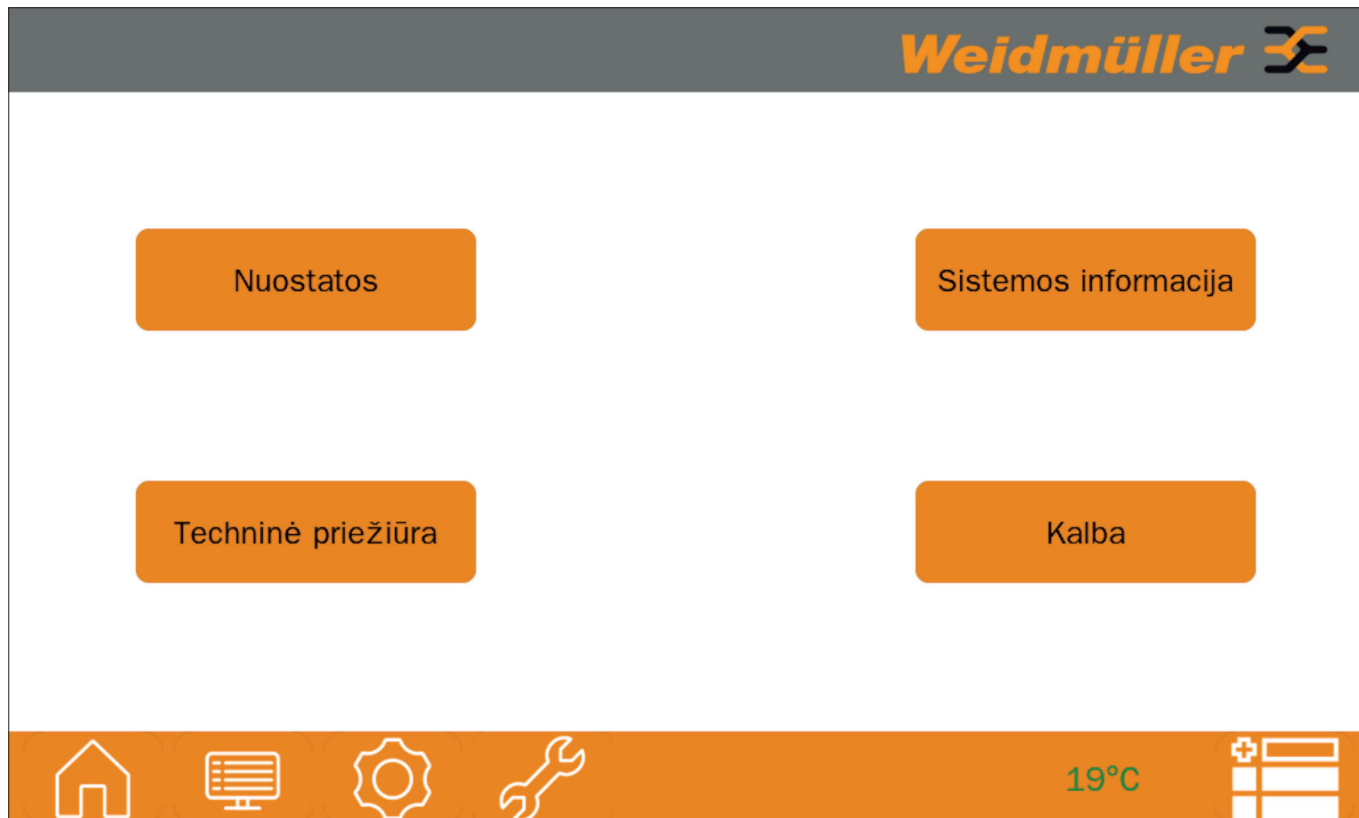 Weidmüller
Nuostatos
Sistemos informacija
Techninė priežiūra
Kalba
19°C